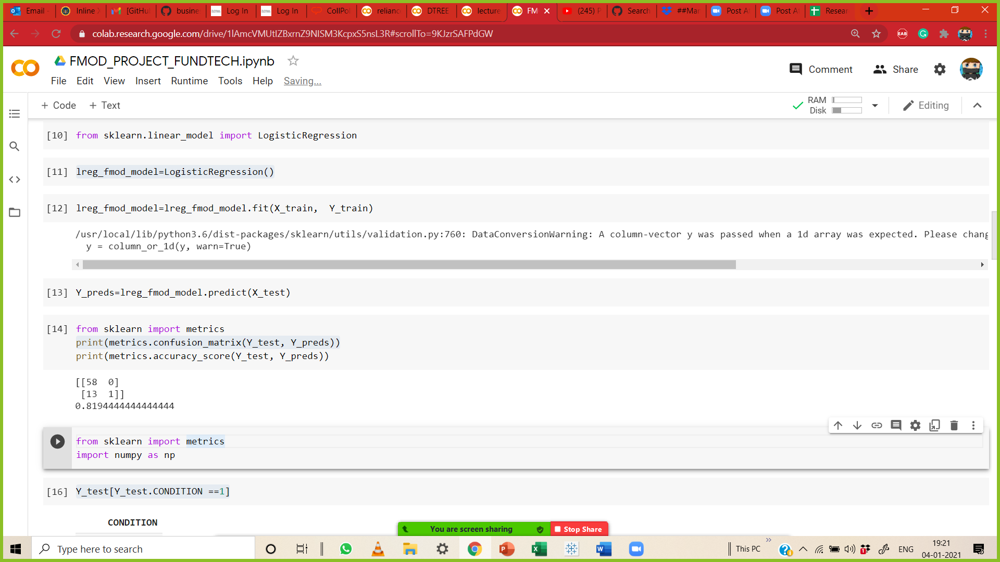 Email -
Inline
[GitHu
busine
Log In
Log In
CollPol
relianc
DTREE
lecture
FM
(245) P
Search
##Mar
Post A
Post A
Resear
colab.research.google.com/drive/1lAmcVMUtIZBxrnZ9NISM3KcpxS5nsL3R#scrollTo=9KJzrSAFPdGW
EAB
FMOD_PROJECT_FUNDTECH.ipynb
Comment
Share
File Edit View Insert Runtime Tools Help Saving...
+ Code + Text
RAM
Disk
Editing
[10] from sklearn.linear_model import LogisticRegression
[11] lreg_fmod_model=LogisticRegression()
[12] lreg_fmod_model=lreg_fmod_model.fit(X_train,  Y_train)
/usr/local/lib/python3.6/dist-packages/sklearn/utils/validation.py:760: DataConversionWarning: A column-vector y was passed when a 1d array was expected. Please chang
y = column_or_1d(y, warn=True)
[13] Y_preds=lreg_fmod_model.predict(X_test)
[14] from sklearn import metrics
print(metrics.confusion_matrix(Y_test, Y_preds))
print(metrics.accuracy_score(Y_test, Y_preds))
[[58  0]
[13  1]]
0.8194444444444444
from sklearn import metrics
import numpy as np
[16] Y_test[Y_test.CONDITION ==1]
CONDITION
You are screen sharing
Stop Share
Type here to search
This PC
ENG
19:21
04-01-2021